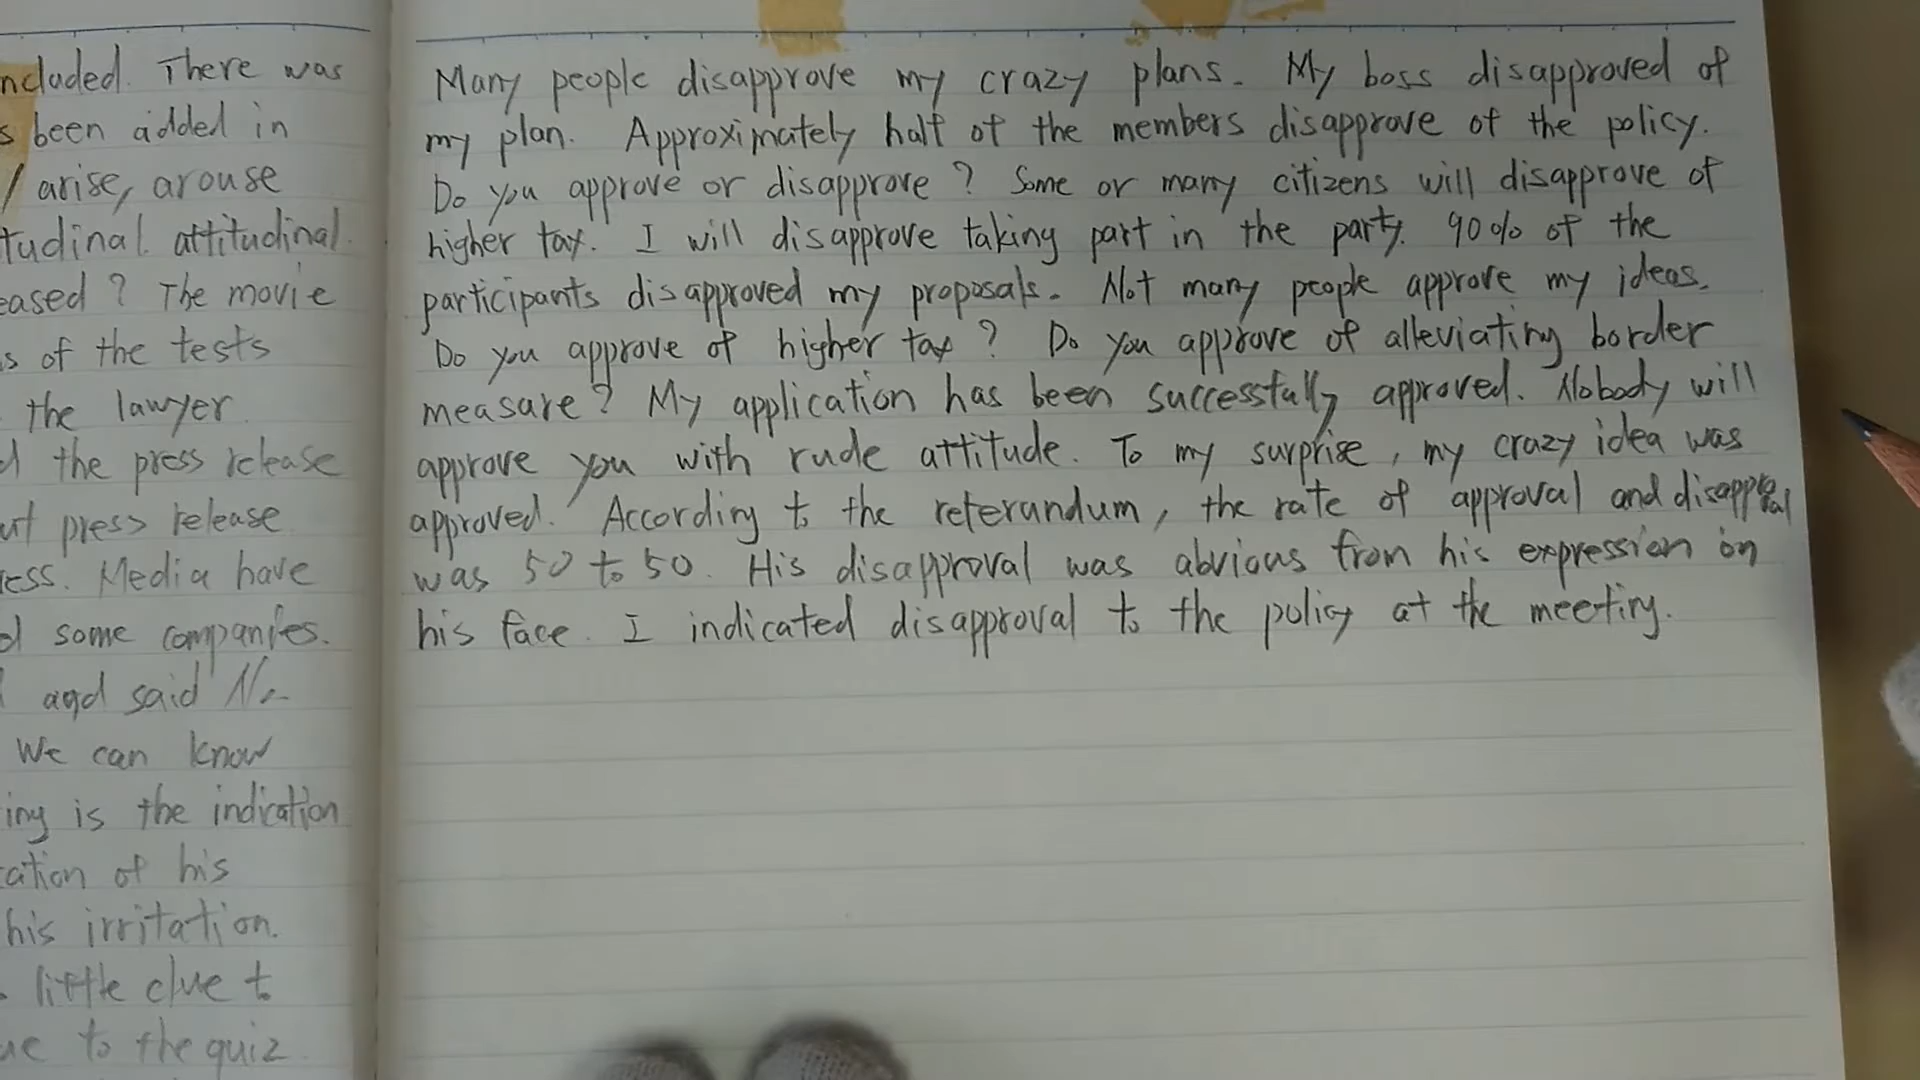 ncluded. There was
s been added in
/ arise, arouse
tudinal. attitudinal.
eased? The movie
s of the tests
the lawyer.
d the press release
ut press release
ess. Media have
d some companies.
and said No
We can know
ing is the indication
cation of his
his irritation.
little clue to
ue to the quiz.
Many people disapprove my crazy plans. My boss disapproved of
my plan. Approximately half of the members disapprove of the policy.
Do you approve or disapprove? Some or many citizens will disapprove of
higher tax. I will disapprove taking part in the party. 90% of the
participants disapproved my proposals. Not many people approve my ideas.
Do you approve of higher tax? Do you approve of alleviating border
measure? My application has been successfully approved. Nobody will
approve you with rude attitude. To my surprise, my crazy idea was
approved. According to the referundum, the rate of approval and disapproal
was 50 to 50. His disapproval was abvious from his expression on
his face. I indicated disapproval to the policy at the meeting.